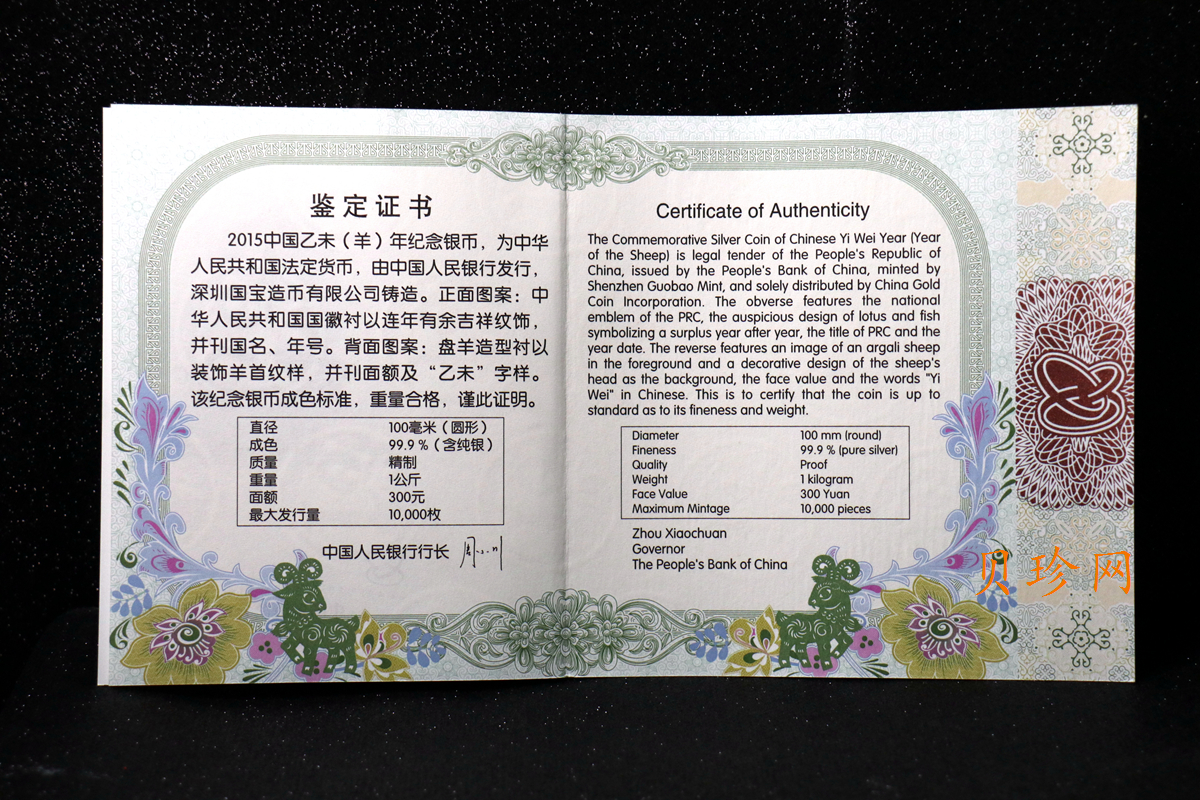 鉴定证书
2015中国乙未（羊）年纪念银币，为中华
人民共和国法定货币，由中国人民银行发行，
深圳国宝造币有限公司铸造。正面图案：中
华人民共和国国徽衬以连年有余吉祥纹饰，
并刊国名、年号。背面图案：盘羊造型衬以
装饰羊首纹样，并刊面额及“乙未”字样。
该纪念银币成色标准，重量合格，谨此证明。
直径 100毫米（圆形）
成色 99.9％（含纯银）
质量 精制
重量 1公斤
面额 300元
最大发行量 10,000枚
中国人民银行行长
Certificate of Authenticity
The Commemorative Silver Coin of Chinese Yi Wei Year (Year
of the Sheep) is legal tender of the People's Republic of
China, issued by the People's Bank of China, minted by
Shenzhen Guobao Mint, and solely distributed by China Gold
Coin Incorporation. The obverse features the national
emblem of the PRC, the auspicious design of lotus and fish
symbolizing a surplus year after year, the title of PRC and the
year date. The reverse features an image of an argali sheep
in the foreground and a decorative design of the sheep's
head as the background, the face value and the words "Yi
Wei" in Chinese. This is to certify that the coin is up to
standard as to its fineness and weight.
Diameter 100 mm (round)
Fineness 99.9 % (pure silver)
Quality Proof
Weight 1 kilogram
Face Value 300 Yuan
Maximum Mintage 10,000 pieces
Zhou Xiaochuan
Governor
The People's Bank of China
贝珍网